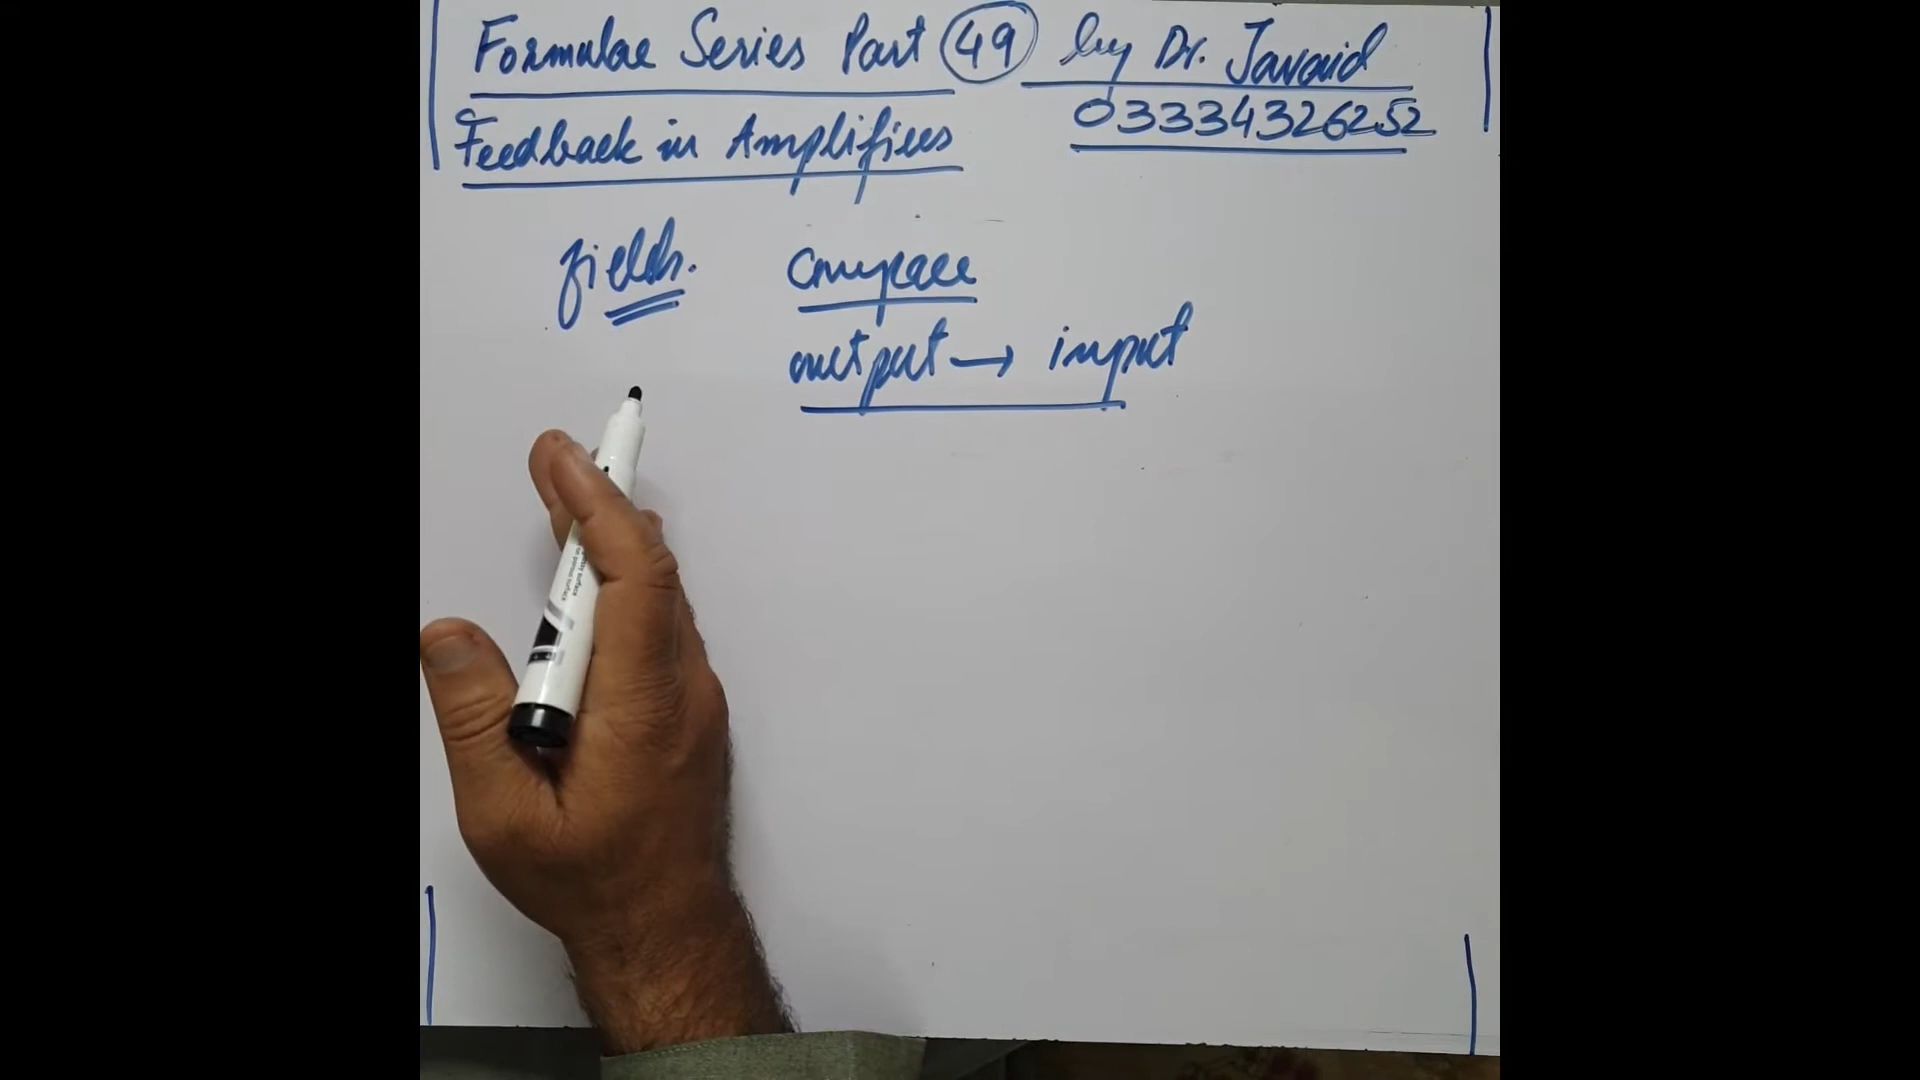 Formulae Series Part 49 by Dr. Javaid
03334326252
Feedback in Amplifiers
fields.
Compare
output → input